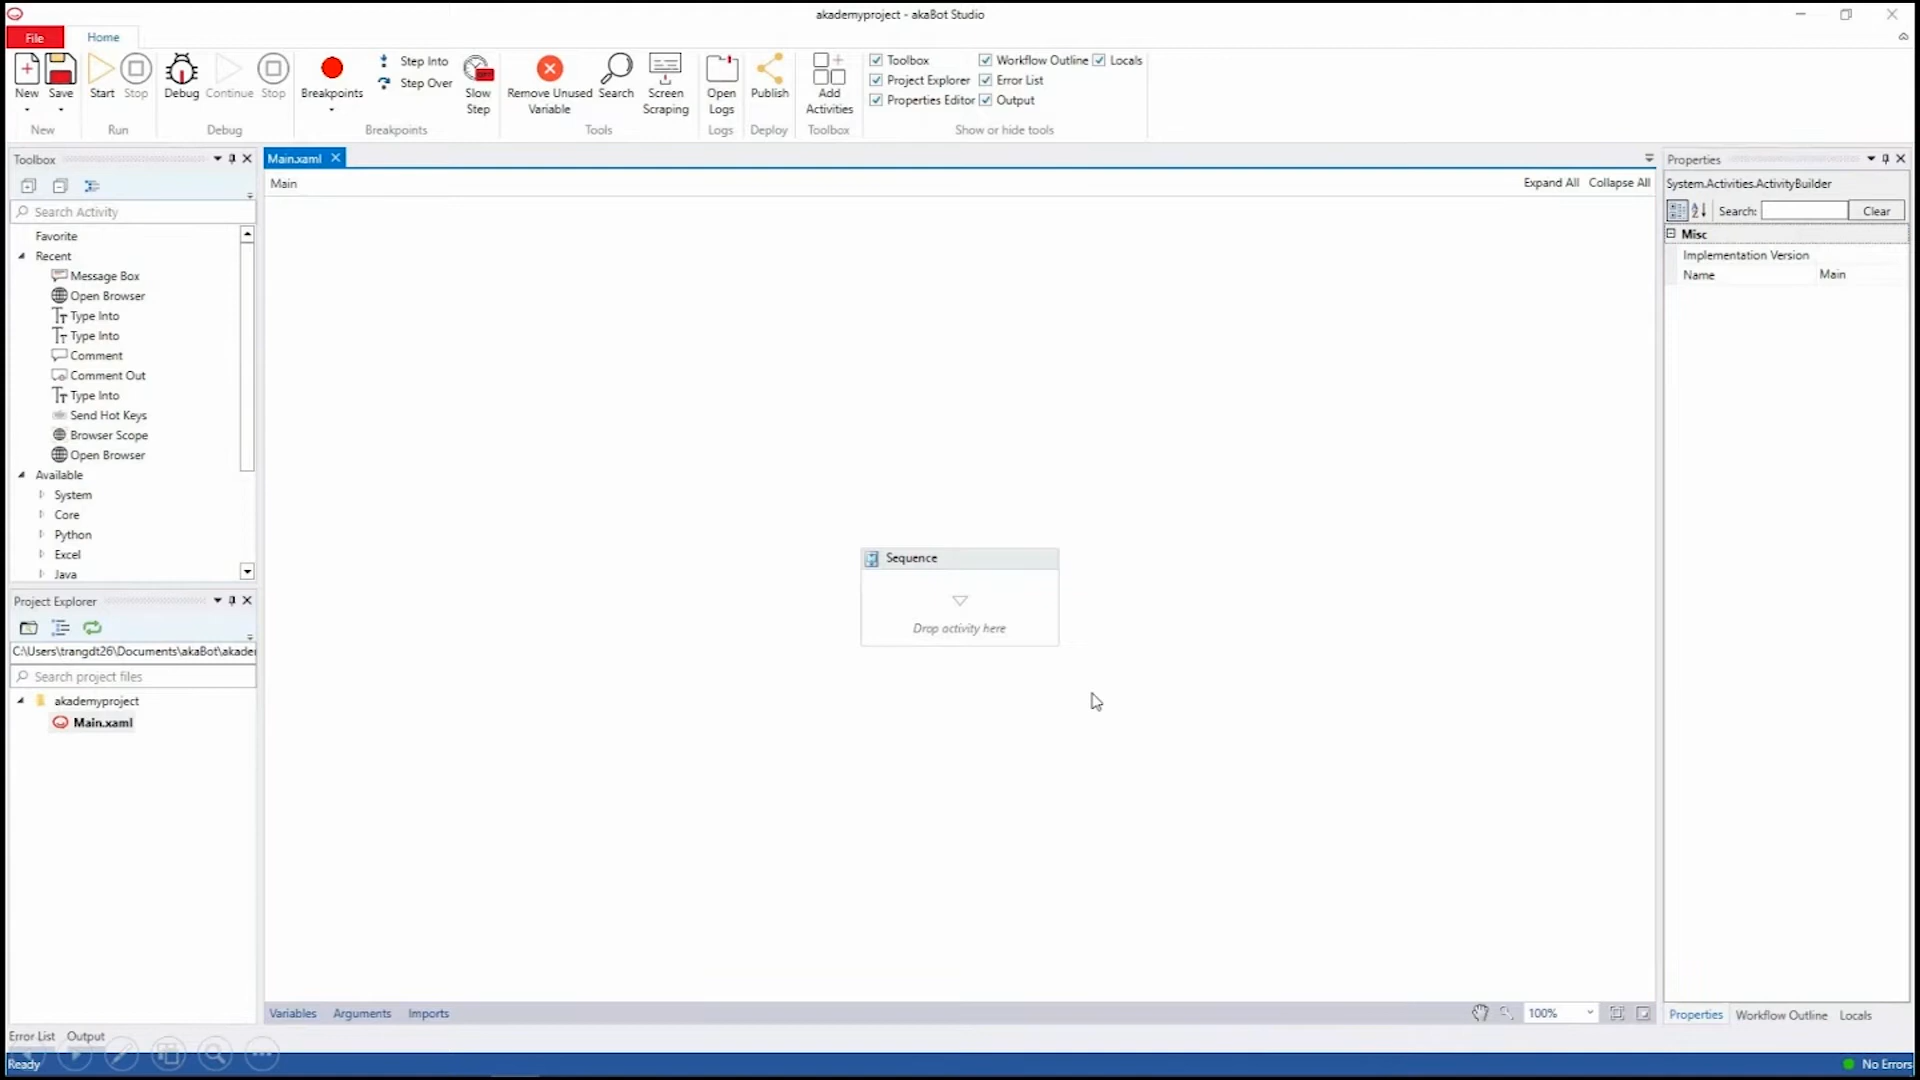 akademyproject - akaBot Studio
File Home
New Save Start Stop Debug Continue Stop Breakpoints Step Into Step Over Slow Step Remove Unused Variable Search Screen Scraping Open Logs Publish Add Activities
Toolbox Workflow Outline Locals
Project Explorer Error List
Properties Editor Output
New Run Debug Breakpoints Tools Logs Deploy Toolbox Show or hide tools
Toolbox
Search Activity
Favorite
Recent
Message Box
Open Browser
Type Into
Type Into
Comment
Comment Out
Type Into
Send Hot Keys
Browser Scope
Open Browser
Available
System
Core
Python
Excel
Java
Project Explorer
C:\Users\trangdt26\Documents\akaBot\akader
Search project files
akademyproject
Main.xaml
Error List Output
Ready
Main.xaml
Main Expand All Collapse All
Sequence
Drop activity here
Variables Arguments Imports 100%
Properties
System.Activities.ActivityBuilder
Search: Clear
Misc
Implementation Version
Name Main
Properties Workflow Outline Locals
No Errors